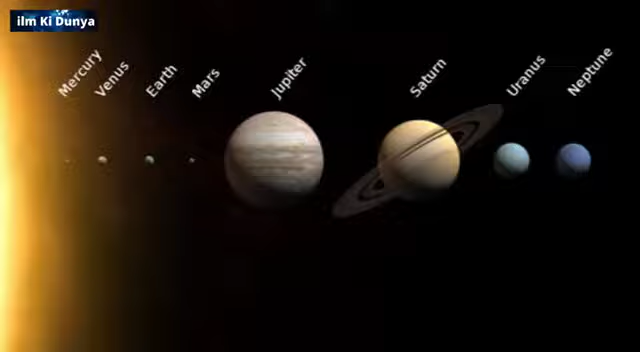 ilm Ki Dunya
Mercury
Venus
Earth
Mars
Jupiter
Saturn
Uranus
Neptune